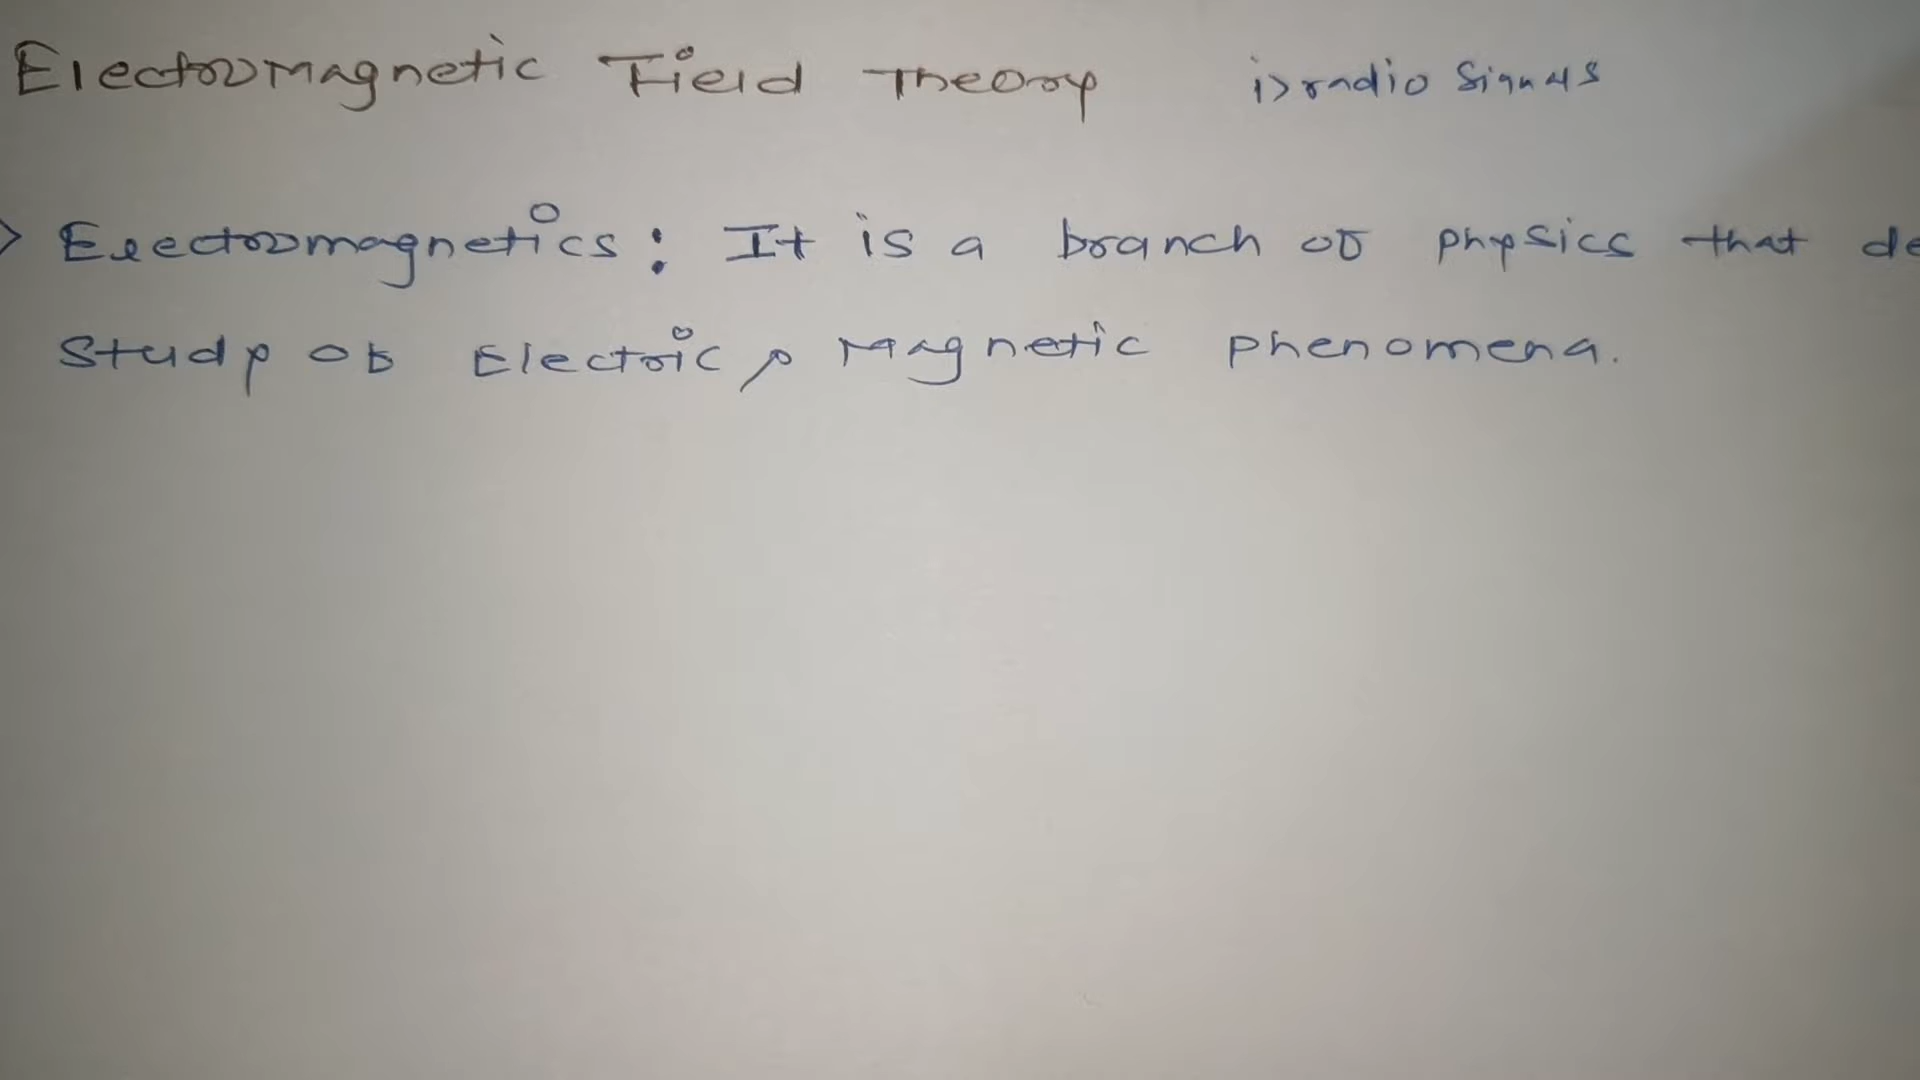 Electromagnetic Field Theory i> radio signals
> Electromagnetics: It is a branch of physics that de
study of Electric, Magnetic phenomena.